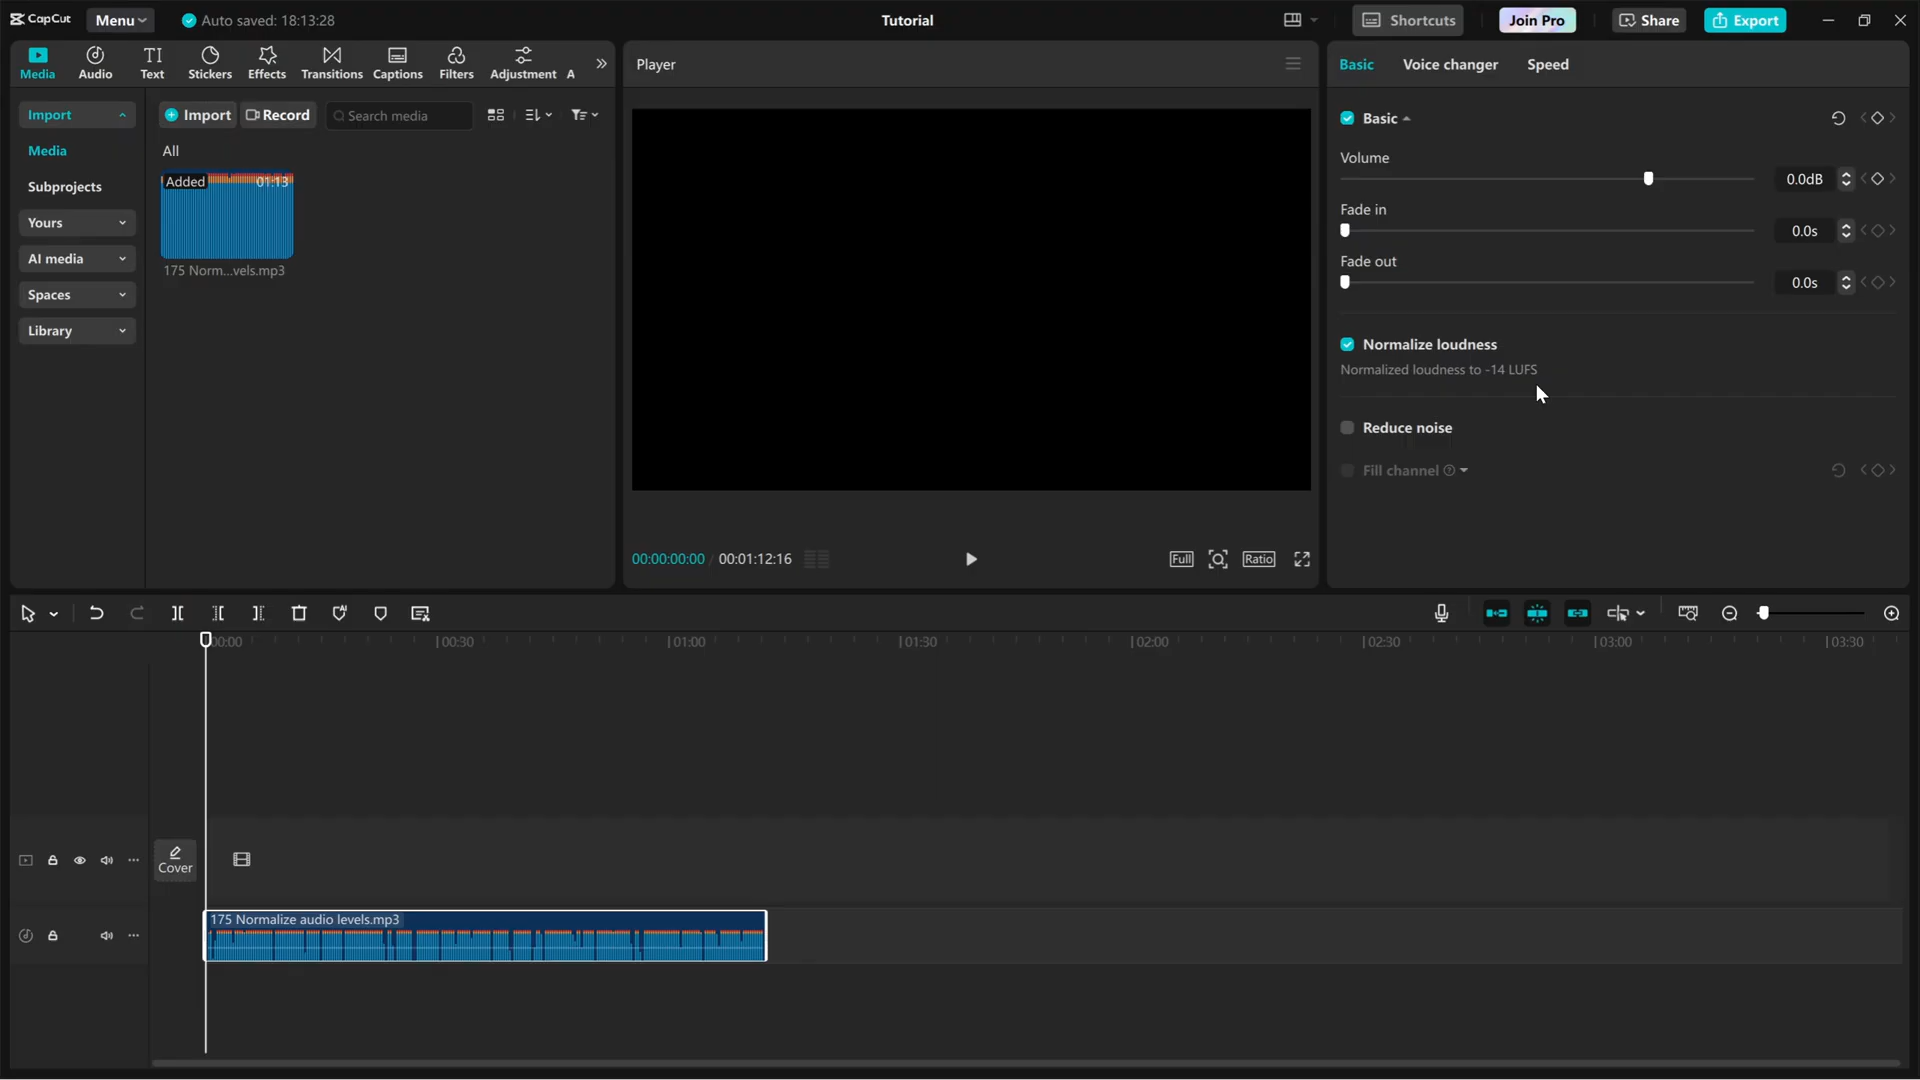 CapCut
Menu
Auto saved: 18:13:28
Tutorial
Shortcuts
Join Pro
Share
Export
Media
Audio
Text
Stickers
Effects
Transitions
Captions
Filters
Adjustment
A
Import
Media
Subprojects
Yours
AI media
Spaces
Library
Import
Record
Search media
All
Added
01:13
175 Norm...vels.mp3
Player
00:00:00:00 / 00:01:12:16
Full
Ratio
Basic
Voice changer
Speed
Basic
Volume
0.0dB
Fade in
0.0s
Fade out
0.0s
Normalize loudness
Normalized loudness to -14 LUFS
Reduce noise
Fill channel
00:00
00:30
01:00
01:30
02:00
02:30
03:00
03:30
Cover
175 Normalize audio levels.mp3